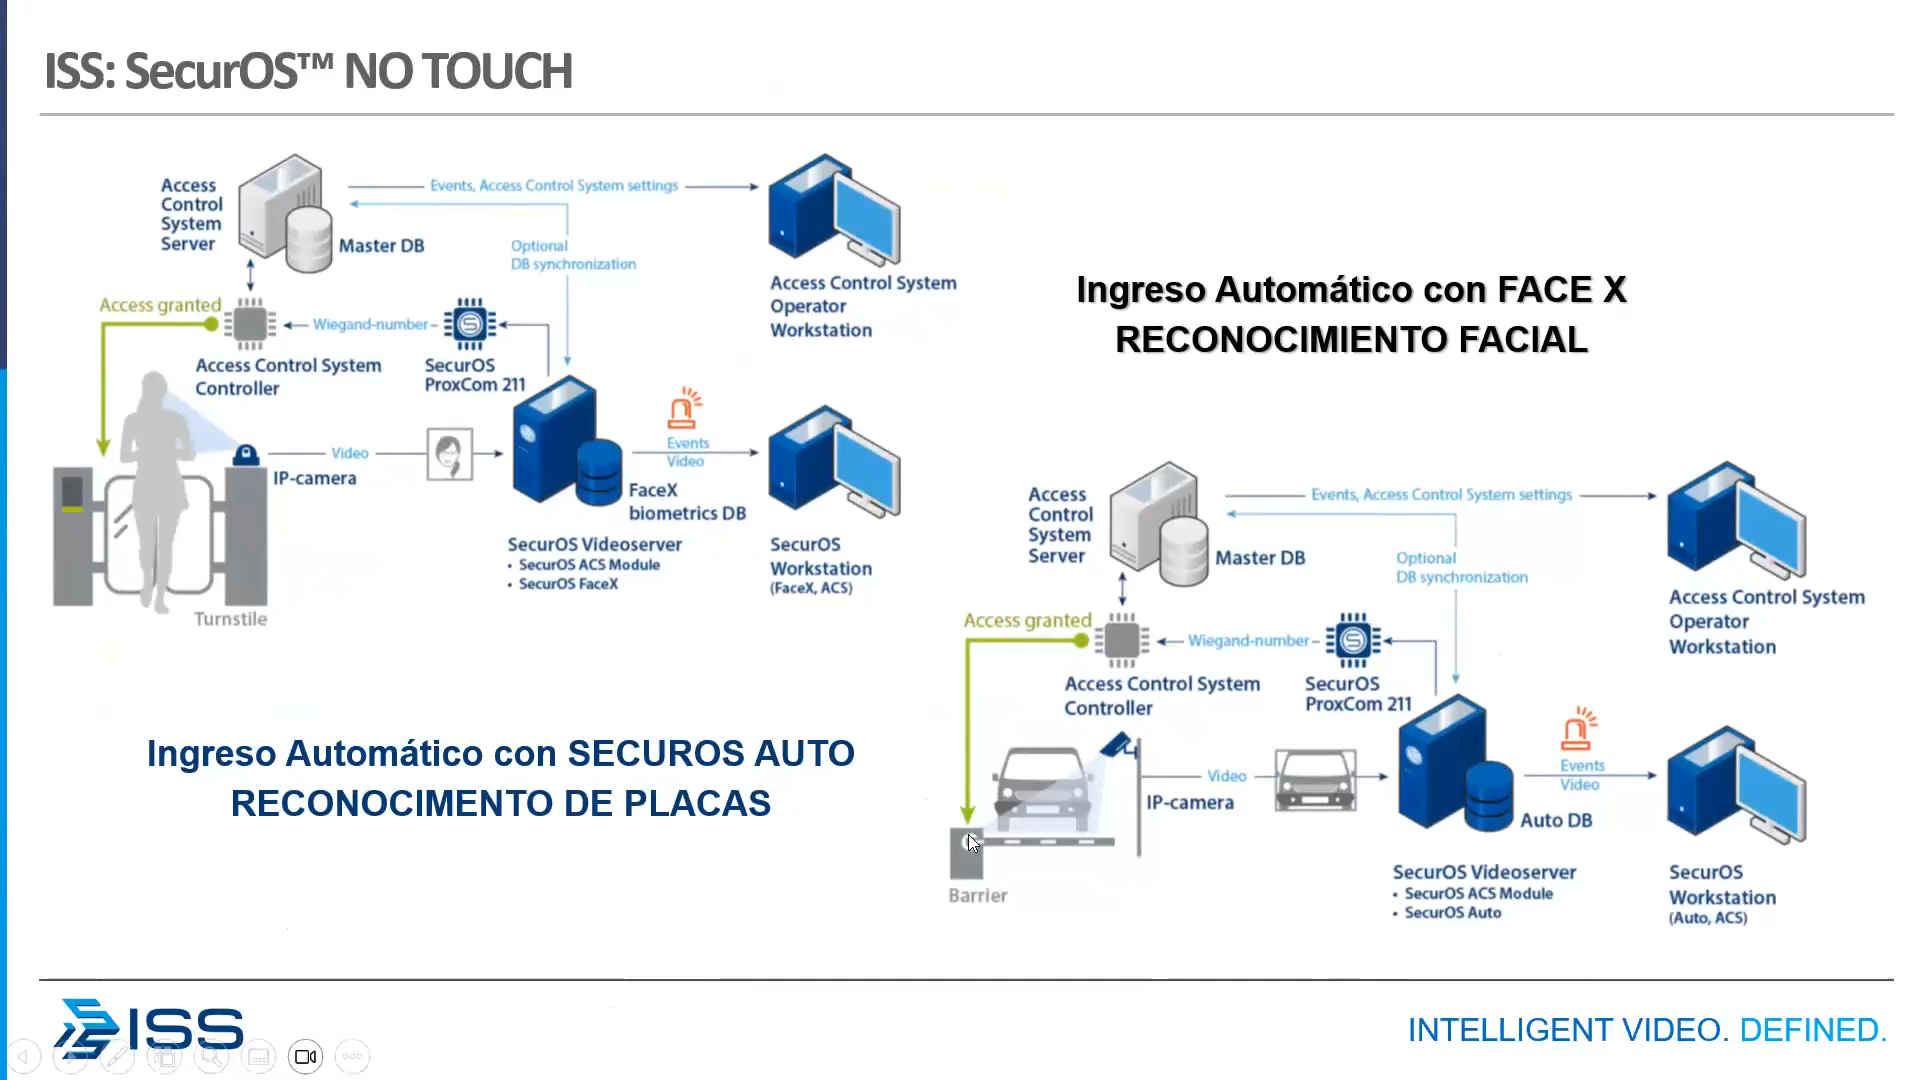 ISS: SecurOS™ NO TOUCH
Access
Control
System
Server
Master DB
Events, Access Control System settings
Optional
DB synchronization
Access Control System
Operator
Workstation
Access granted
Wiegand-number
Access Control System
Controller
SecurOS
ProxCom 211
Video
IP-camera
Turnstile
FaceX
biometrics DB
SecurOS Videoserver
• SecurOS ACS Module
• SecurOS FaceX
Events
Video
SecurOS
Workstation
(FaceX, ACS)
Ingreso Automático con FACE X
RECONOCIMIENTO FACIAL
Ingreso Automático con SECUROS AUTO
RECONOCIMENTO DE PLACAS
Access
Control
System
Server
Master DB
Events, Access Control System settings
Optional
DB synchronization
Access Control System
Operator
Workstation
Access granted
Wiegand-number
Access Control System
Controller
SecurOS
ProxCom 211
Video
IP-camera
Barrier
Auto DB
SecurOS Videoserver
• SecurOS ACS Module
• SecurOS Auto
Events
Video
SecurOS
Workstation
(Auto, ACS)
ISS
INTELLIGENT VIDEO. DEFINED.